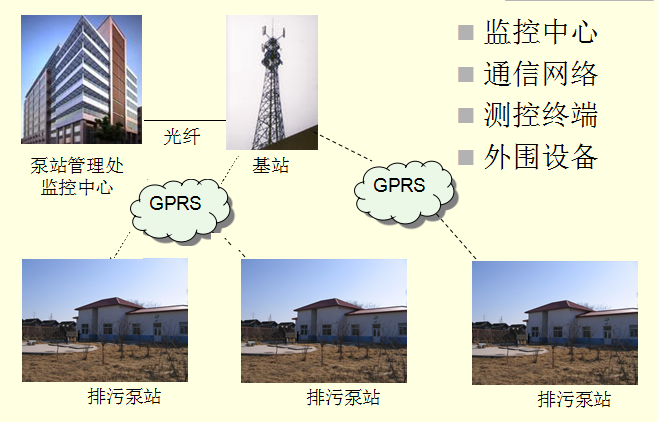 监控中心
通信网络
测控终端
外围设备
光纤
泵站管理处
监控中心
基站
GPRS
GPRS
排污泵站
排污泵站
排污泵站